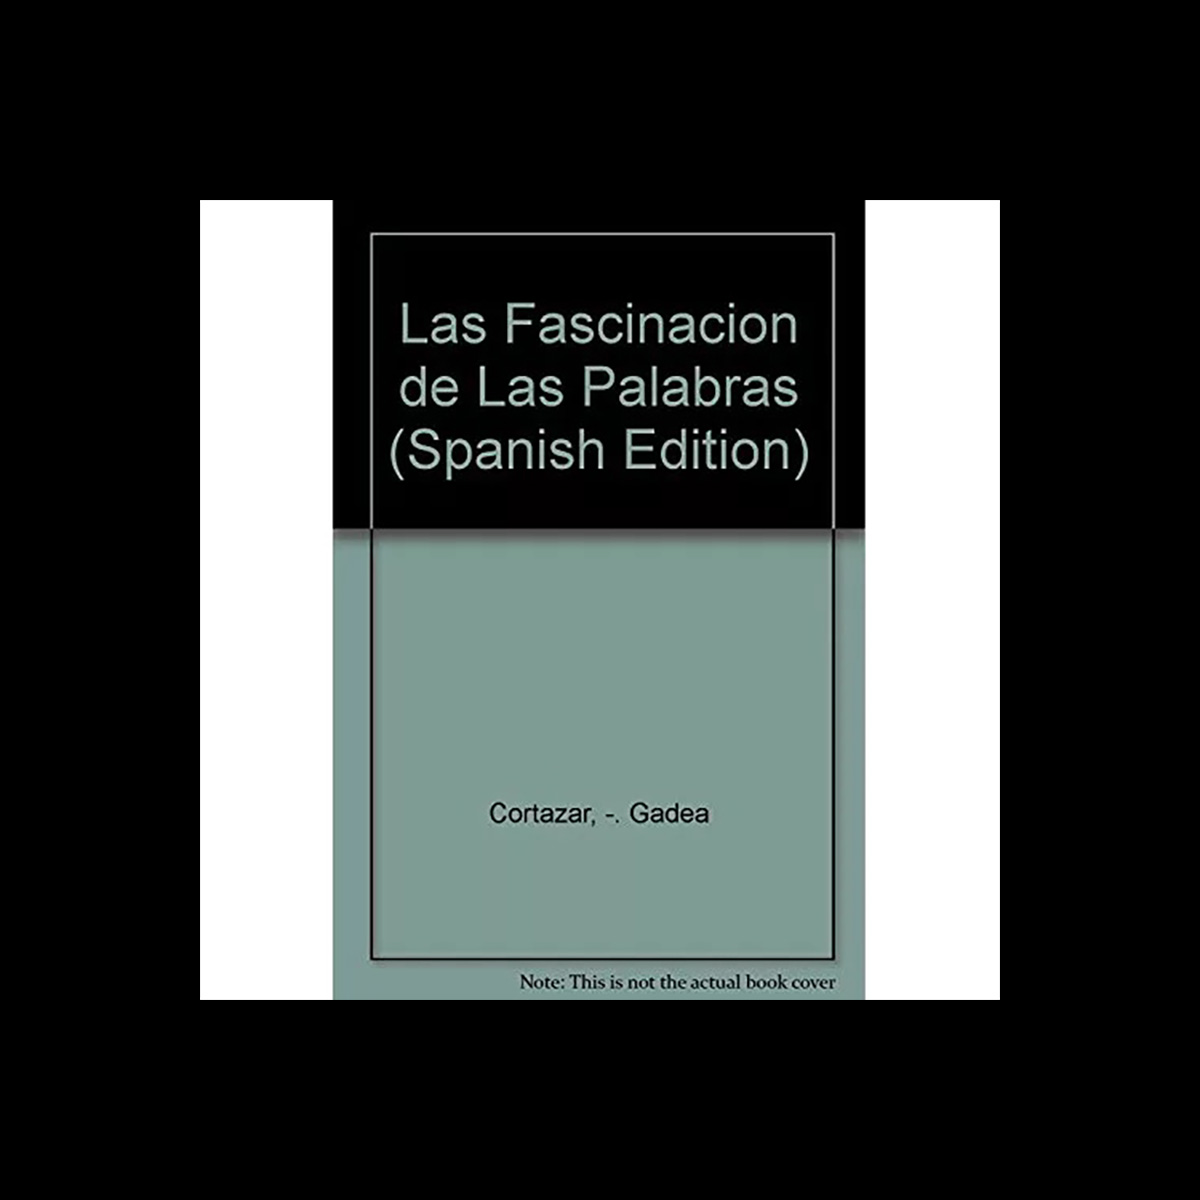 Las Fascinacion
de Las Palabras
(Spanish Edition)
Cortazar, -. Gadea
Note: This is not the actual book cover